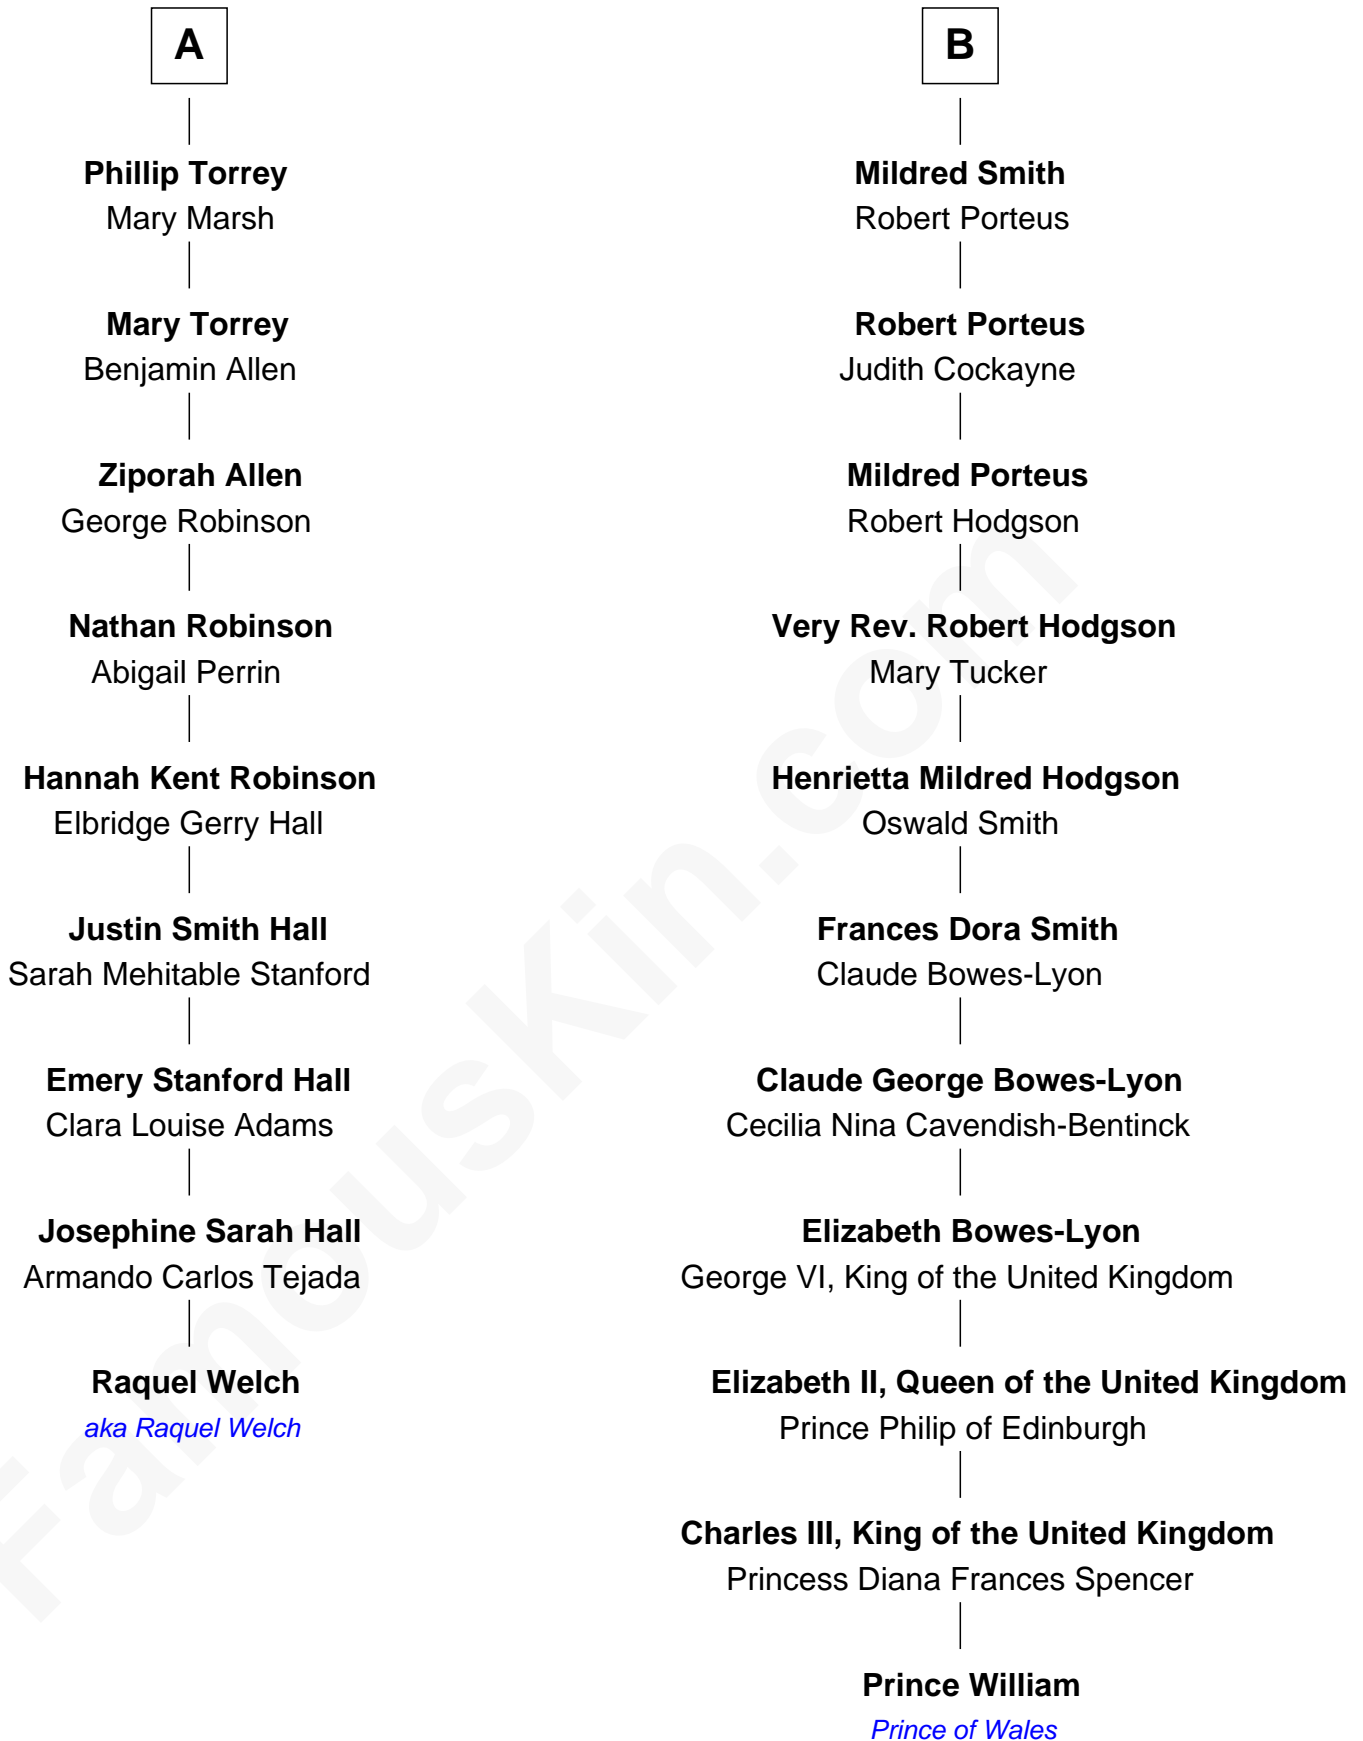 A
Phillip Torrey
Mary Marsh
Mary Torrey
Benjamin Allen
Ziporah Allen
George Robinson
Nathan Robinson
Abigail Perrin
Hannah Kent Robinson
Elbridge Gerry Hall
Justin Smith Hall
Sarah Mehitable Stanford
Emery Stanford Hall
Clara Louise Adams
Josephine Sarah Hall
Armando Carlos Tejada
Raquel Welch
aka Raquel Welch
B
Mildred Smith
Robert Porteus
Robert Porteus
Judith Cockayne
Mildred Porteus
Robert Hodgson
Very Rev. Robert Hodgson
Mary Tucker
Henrietta Mildred Hodgson
Oswald Smith
Frances Dora Smith
Claude Bowes-Lyon
Claude George Bowes-Lyon
Cecilia Nina Cavendish-Bentinck
Elizabeth Bowes-Lyon
George VI, King of the United Kingdom
Elizabeth II, Queen of the United Kingdom
Prince Philip of Edinburgh
Charles III, King of the United Kingdom
Princess Diana Frances Spencer
Prince William
Prince of Wales
FamousKin.com